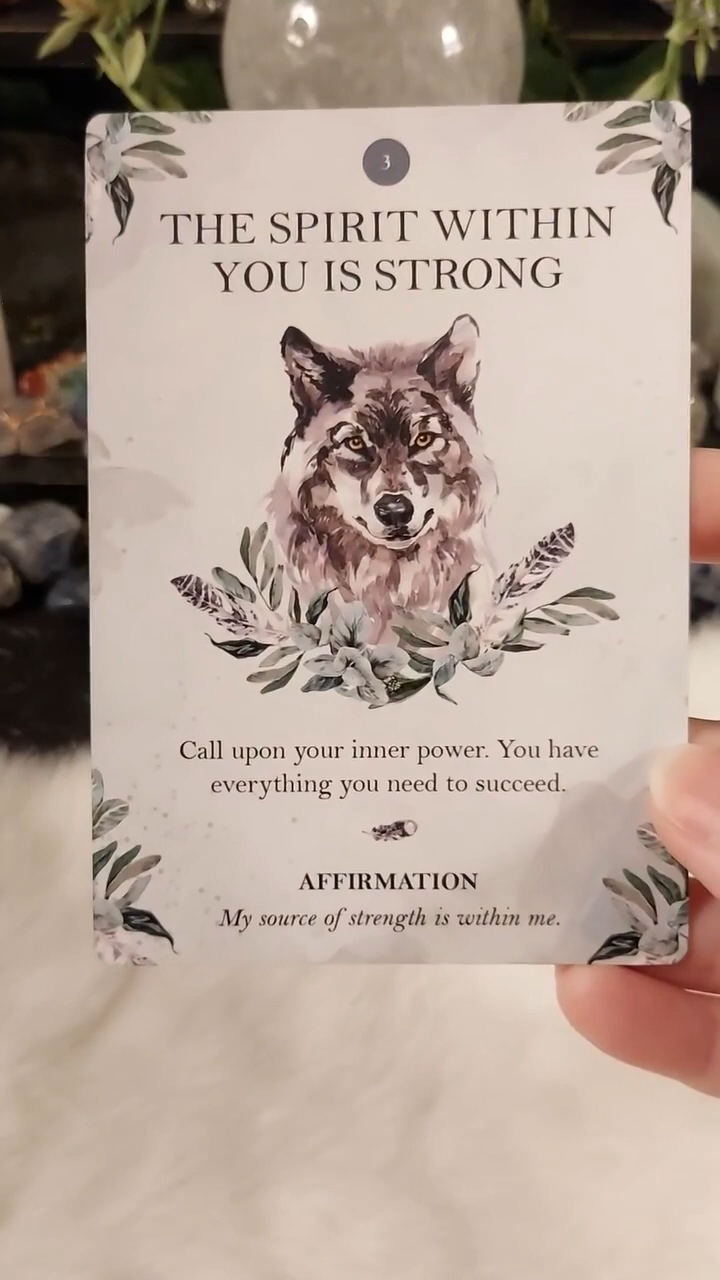 3
THE SPIRIT WITHIN
YOU IS STRONG
Call upon your inner power. You have
everything you need to succeed.
AFFIRMATION
My source of strength is within me.